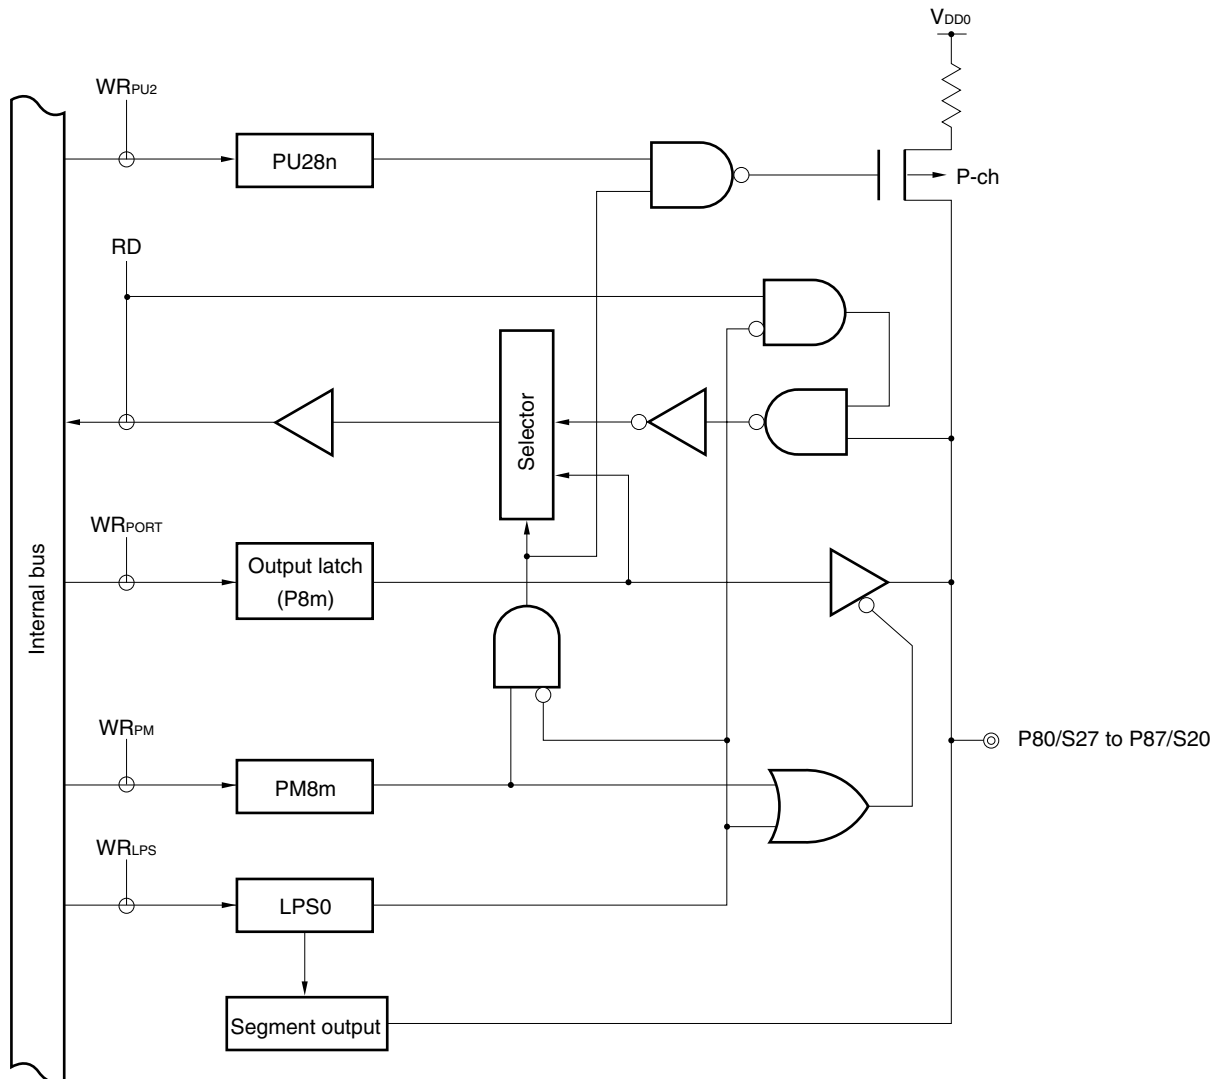 VDD0
WRPU2
PU28n
P-ch
RD
Selector
WRPORT
Output latch
(P8m)
Internal bus
WRPM
PM8m
P80/S27 to P87/S20
WRLPS
LPS0
Segment output